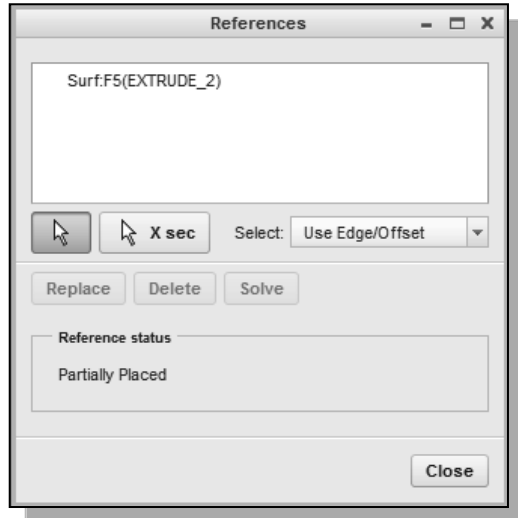 References
Surf:F5(EXTRUDE_2)
X sec Select: Use Edge/Offset
Replace Delete Solve
Reference status
Partially Placed
Close